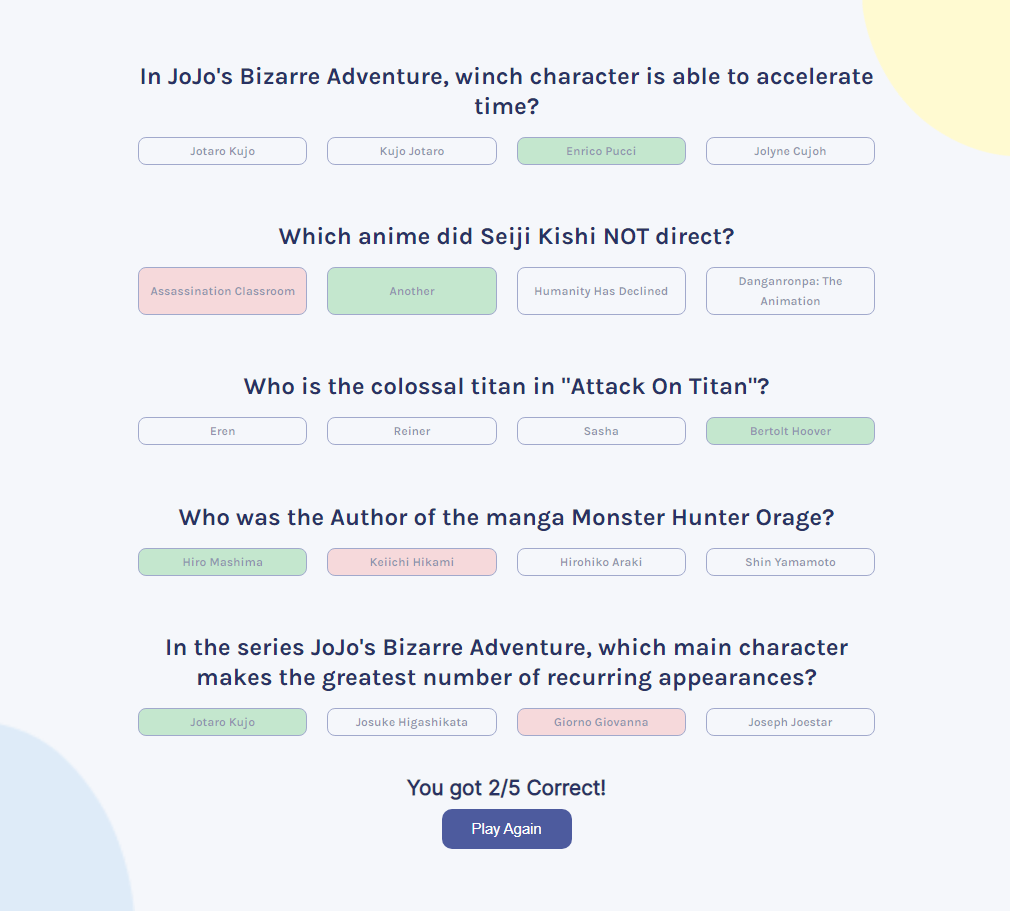 In JoJo's Bizarre Adventure, winch character is able to accelerate
time?
Jotaro Kujo
Kujo Jotaro
Enrico Pucci
Jolyne Cujoh
Which anime did Seiji Kishi NOT direct?
Assassination Classroom
Another
Humanity Has Declined
Danganronpa: The
Animation
Who is the colossal titan in "Attack On Titan"?
Eren
Reiner
Sasha
Bertolt Hoover
Who was the Author of the manga Monster Hunter Orage?
Hiro Mashima
Keiichi Hikami
Hirohiko Araki
Shin Yamamoto
In the series JoJo's Bizarre Adventure, which main character
makes the greatest number of recurring appearances?
Jotaro Kujo
Josuke Higashikata
Giorno Giovanna
Joseph Joestar
You got 2/5 Correct!
Play Again